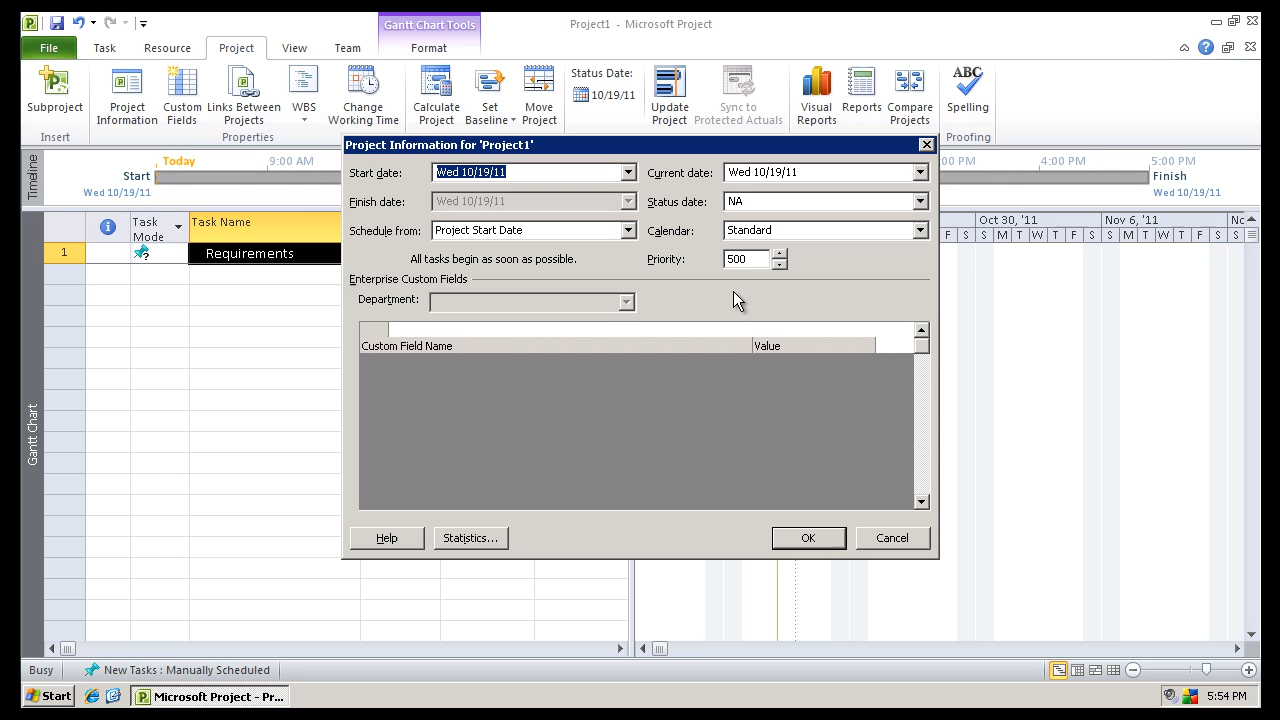 Gantt Chart Tools
Project1 - Microsoft Project
File Task Resource Project View Team Format
Subproject
Project Information
Custom Fields
Links Between Projects
WBS
Change Working Time
Calculate Project
Set Baseline
Move Project
Status Date:
10/19/11
Update Project
Sync to Protected Actuals
Visual Reports
Reports
Compare Projects
ABC
Spelling
Insert
Properties
Proofing
Project Information for 'Project1'
Timeline
Today
9:00 AM
:00 PM
4:00 PM
5:00 PM
Start
Wed 10/19/11
Finish
Wed 10/19/11
Start date: Wed 10/19/11
Current date: Wed 10/19/11
Finish date: Wed 10/19/11
Status date: NA
Schedule from: Project Start Date
Calendar: Standard
All tasks begin as soon as possible.
Priority: 500
Enterprise Custom Fields
Department:
Custom Field Name Value
Help Statistics... OK Cancel
Task Mode
Task Name
1 Requirements
Oct 30, '11 Nov 6, '11 Nc
F S S M T W T F S S M T W T F S S M
Gantt Chart
Busy New Tasks : Manually Scheduled
Start Microsoft Project - Pr... 5:54 PM